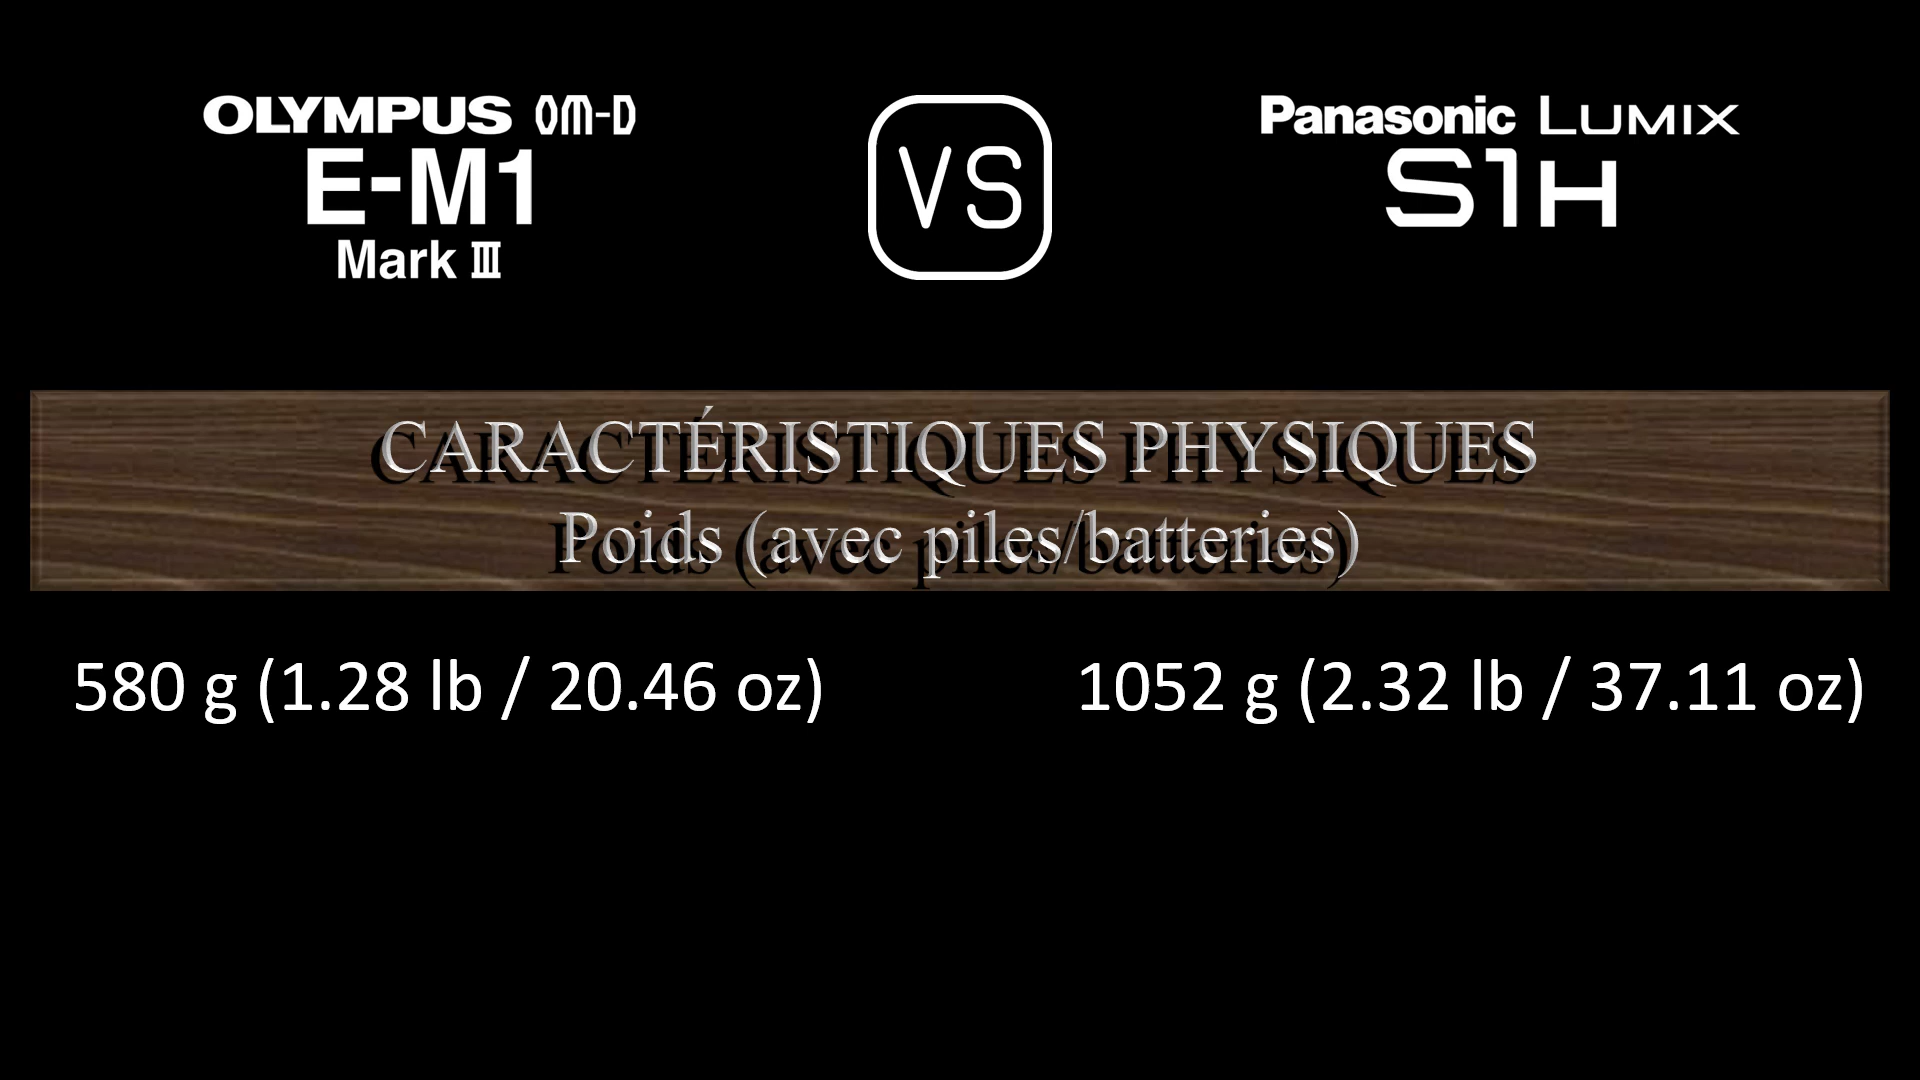 OLYMPUS OM-D
E-M1
Mark III
VS
Panasonic LUMIX
S1H
CARACTÉRISTIQUES PHYSIQUES
Poids (avec piles/batteries)
580 g (1.28 lb / 20.46 oz)
1052 g (2.32 lb / 37.11 oz)